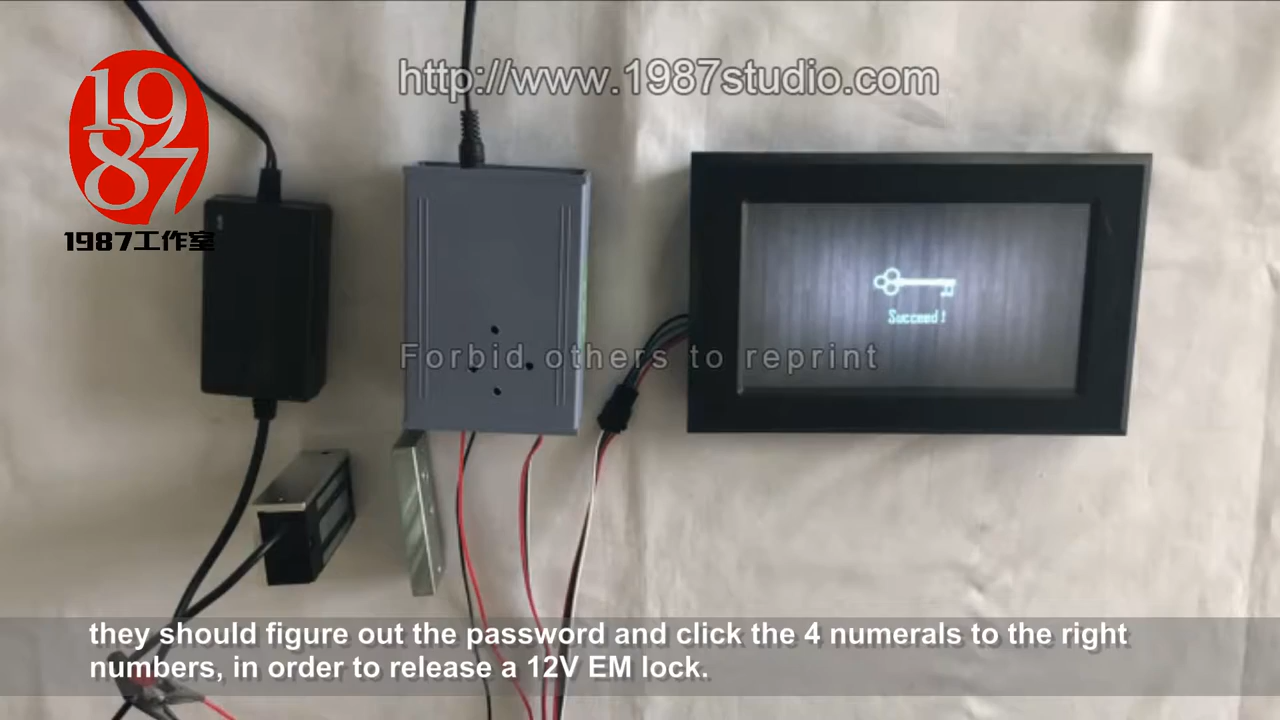 http://www.1987studio.com
19
87
1987工作室
Succeed!
Forbid others to reprint
they should figure out the password and click the 4 numerals to the right
numbers, in order to release a 12V EM lock.